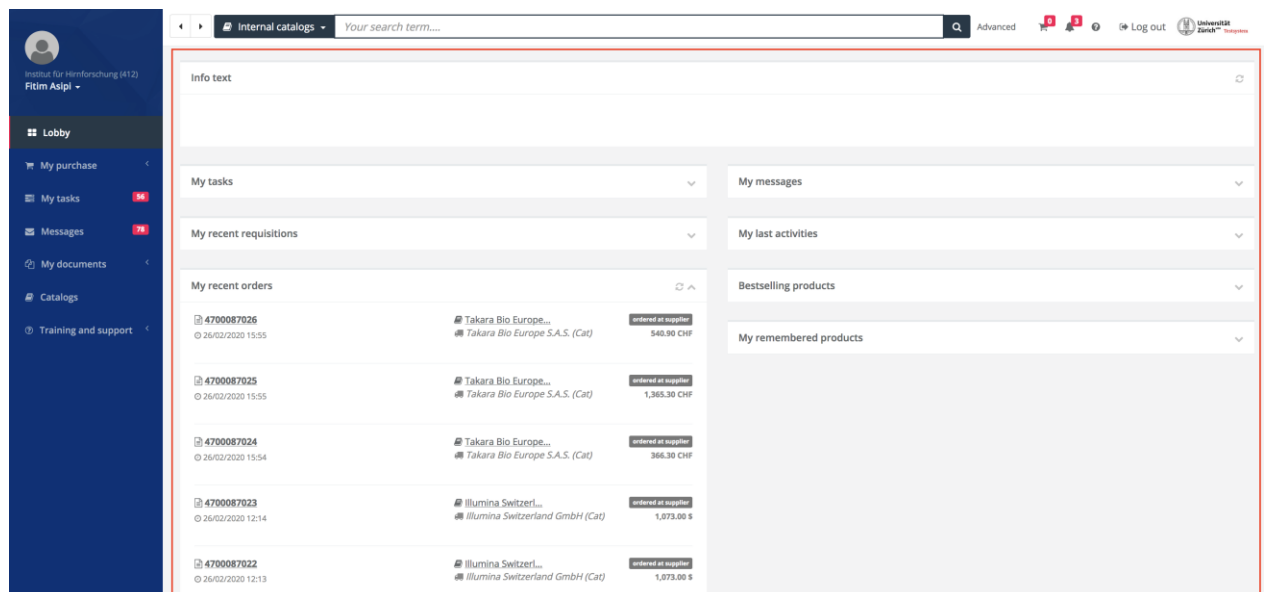 Institut für Hirnforschung (412)
Fitim Asipi
Lobby
My purchase
My tasks 56
Messages 78
My documents
Catalogs
Training and support
Internal catalogs Your search term.... Advanced 0 3 Log out Universität Zürich Testsystem
Info text
My tasks
My messages
My recent requisitions
My last activities
My recent orders
Bestselling products
My remembered products
4700087026 Takara Bio Europe... ordered at supplier
26/02/2020 15:55 Takara Bio Europe S.A.S. (Cat) 540.90 CHF
4700087025 Takara Bio Europe... ordered at supplier
26/02/2020 15:55 Takara Bio Europe S.A.S. (Cat) 1,365.30 CHF
4700087024 Takara Bio Europe... ordered at supplier
26/02/2020 15:54 Takara Bio Europe S.A.S. (Cat) 366.30 CHF
4700087023 Illumina Switzerl... ordered at supplier
26/02/2020 12:14 Illumina Switzerland GmbH (Cat) 1,073.00 $
4700087022 Illumina Switzerl... ordered at supplier
26/02/2020 12:13 Illumina Switzerland GmbH (Cat) 1,073.00 $